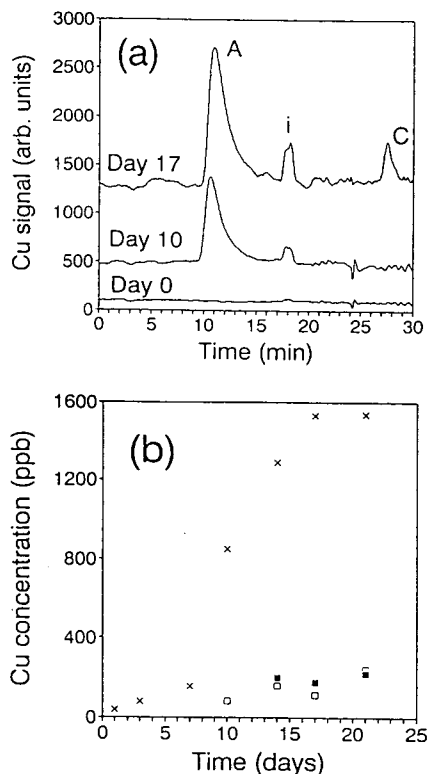 (a)
Cu signal (arb. units)
3000
2500
2000
1500
1000
500
0
A
i
C
Day 17
Day 10
Day 0
0 5 10 15 20 25 30
Time (min)
(b)
Cu concentration (ppb)
1600
1200
800
400
0
0 5 10 15 20 25
Time (days)